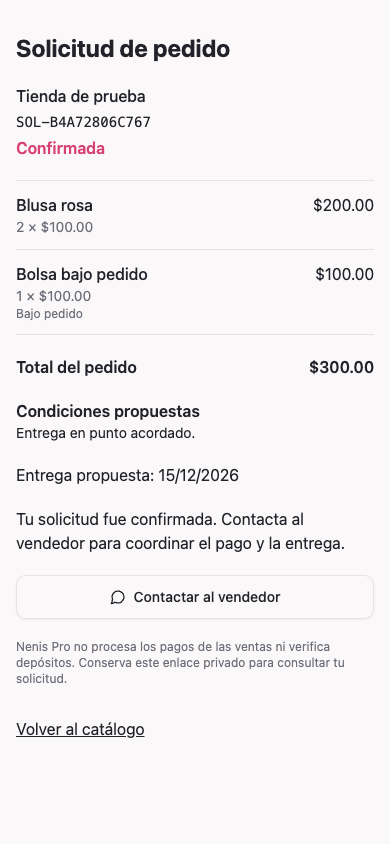 Solicitud de pedido
Tienda de prueba
SOL-B4A72806C767
Confirmada
Blusa rosa $200.00
2 × $100.00
Bolsa bajo pedido $100.00
1 × $100.00
Bajo pedido
Total del pedido $300.00
Condiciones propuestas
Entrega en punto acordado.
Entrega propuesta: 15/12/2026
Tu solicitud fue confirmada. Contacta al
vendedor para coordinar el pago y la entrega.
Contactar al vendedor
Nenis Pro no procesa los pagos de las ventas ni verifica
depósitos. Conserva este enlace privado para consultar tu
solicitud.
Volver al catálogo